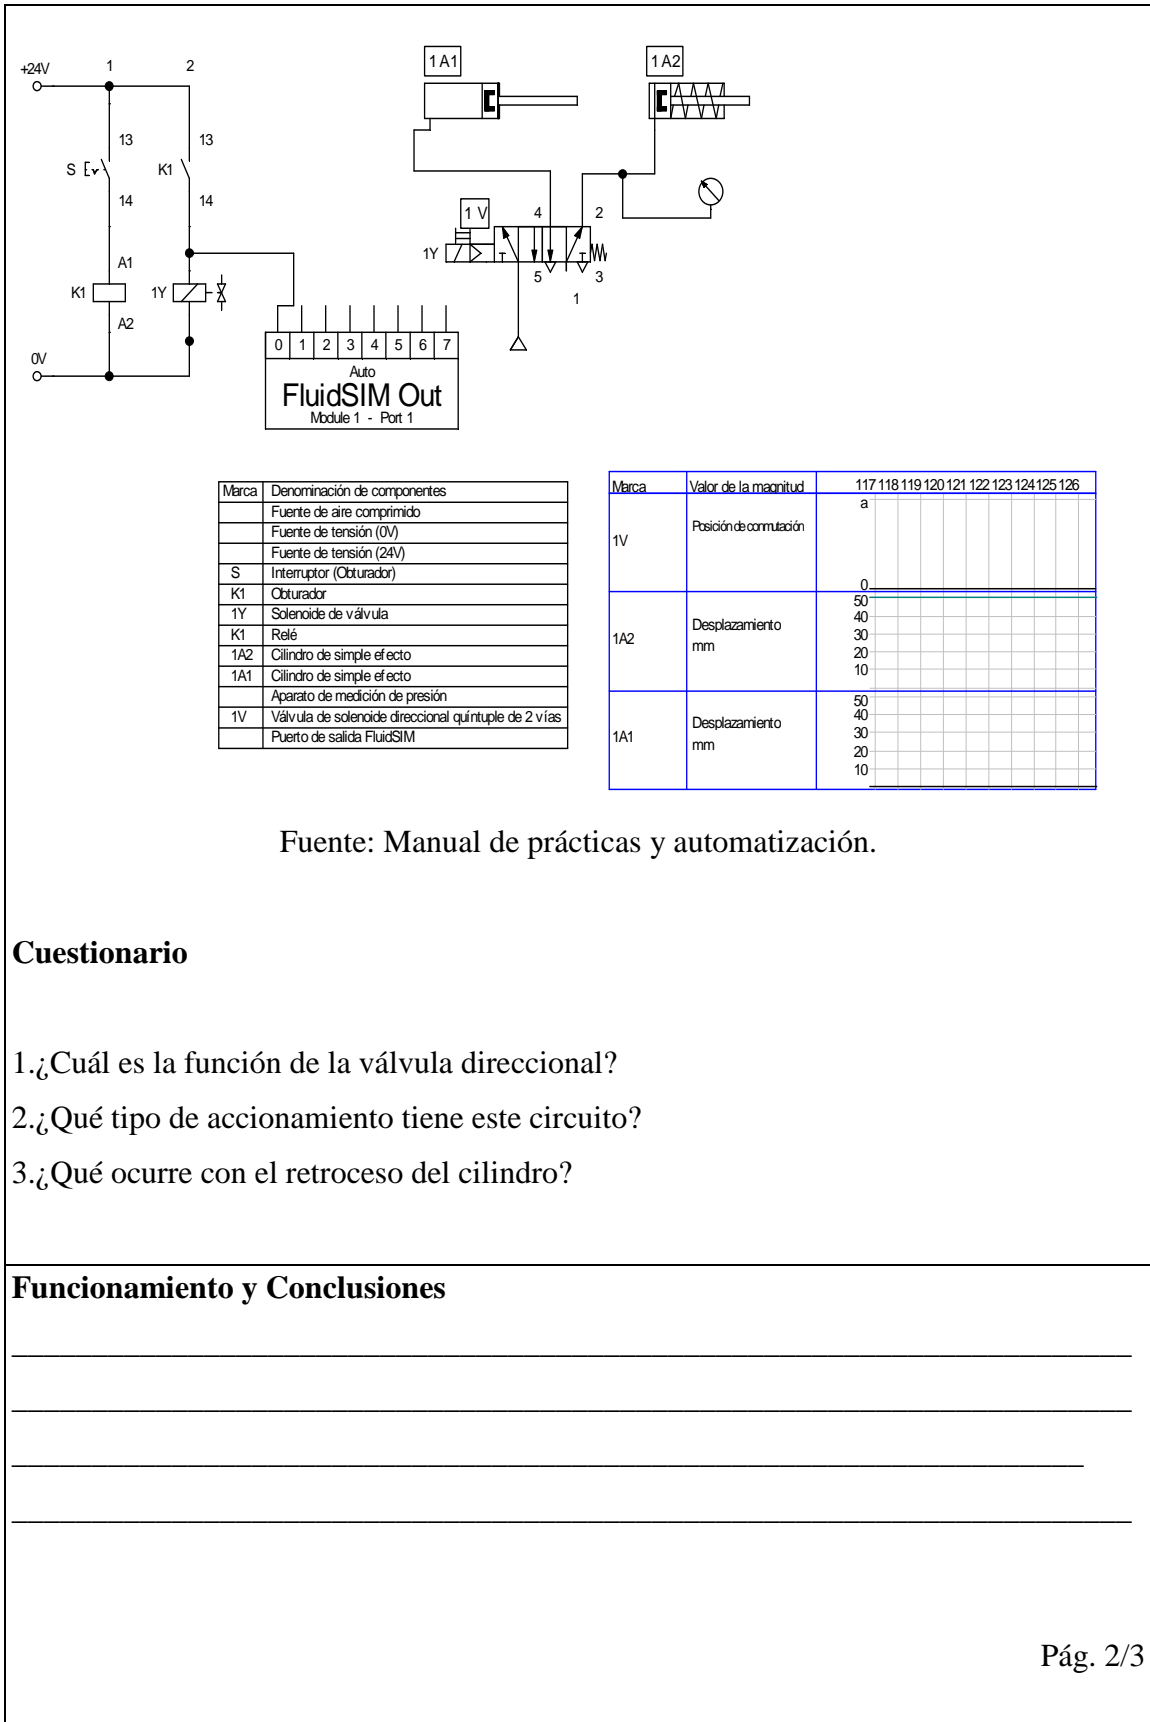 +24V 1 2
1 A1 1 A2
13 13
S K1
14 14
1 V 4 2
1Y
5 3
1
A1
K1 1Y
A2
0V
0 1 2 3 4 5 6 7
Auto
FluidSIM Out
Module 1 - Port 1
Marca Denominación de componentes
Fuente de aire comprimido
Fuente de tensión (0V)
Fuente de tensión (24V)
S Interruptor (Obturador)
K1 Obturador
1Y Solenoide de válvula
K1 Relé
1A2 Cilindro de simple efecto
1A1 Cilindro de simple efecto
Aparato de medición de presión
1V Válvula de solenoide direccional quíntuple de 2 vías
Puerto de salida FluidSIM
Marca Valor de la magnitud 117 118 119 120 121 122 123 124 125 126
a
1V Posición de conmutación
0
50
40
1A2 Desplazamiento 30
mm 20
10
50
40
1A1 Desplazamiento 30
mm 20
10
Fuente: Manual de prácticas y automatización.
Cuestionario
1.¿Cuál es la función de la válvula direccional?
2.¿Qué tipo de accionamiento tiene este circuito?
3.¿Qué ocurre con el retroceso del cilindro?
Funcionamiento y Conclusiones
Pág. 2/3